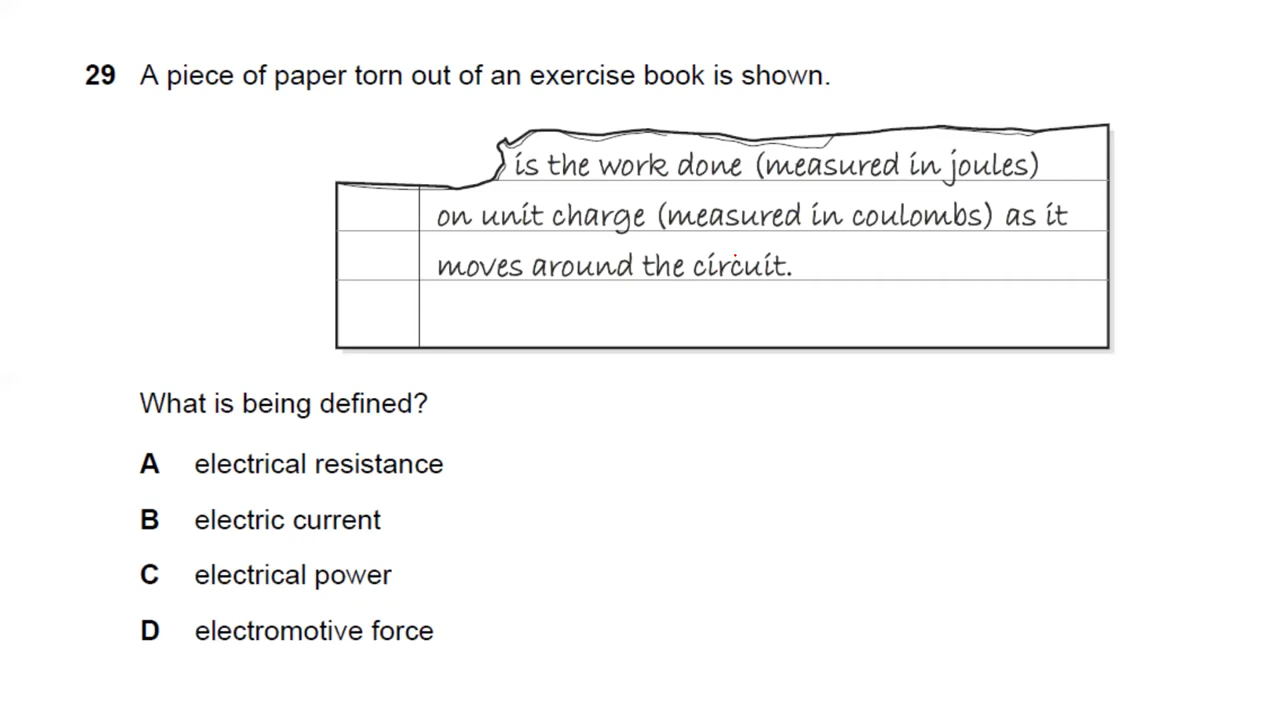 29 A piece of paper torn out of an exercise book is shown.
is the work done (measured in joules)
on unit charge (measured in coulombs) as it
moves around the circuit.
What is being defined?
A electrical resistance
B electric current
C electrical power
D electromotive force